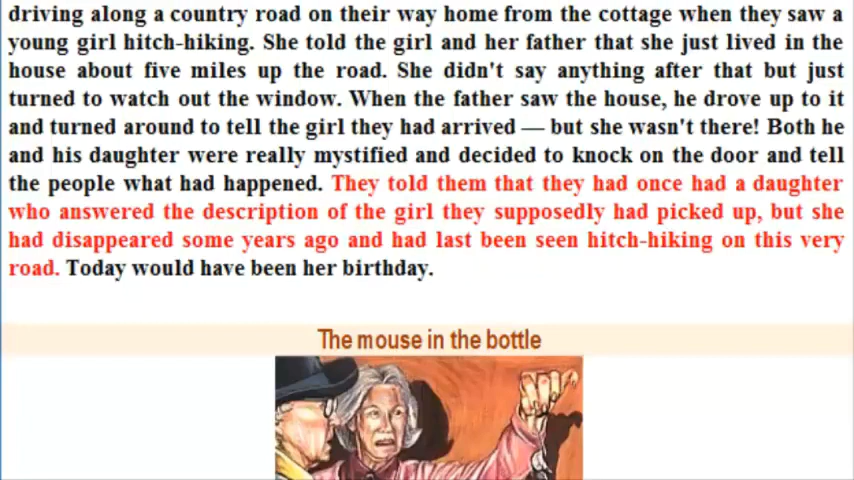 driving along a country road on their way home from the cottage when they saw a
young girl hitch-hiking. She told the girl and her father that she just lived in the
house about five miles up the road. She didn't say anything after that but just
turned to watch out the window. When the father saw the house, he drove up to it
and turned around to tell the girl they had arrived — but she wasn't there! Both he
and his daughter were really mystified and decided to knock on the door and tell
the people what had happened. They told them that they had once had a daughter
who answered the description of the girl they supposedly had picked up, but she
had disappeared some years ago and had last been seen hitch-hiking on this very
road. Today would have been her birthday.
The mouse in the bottle